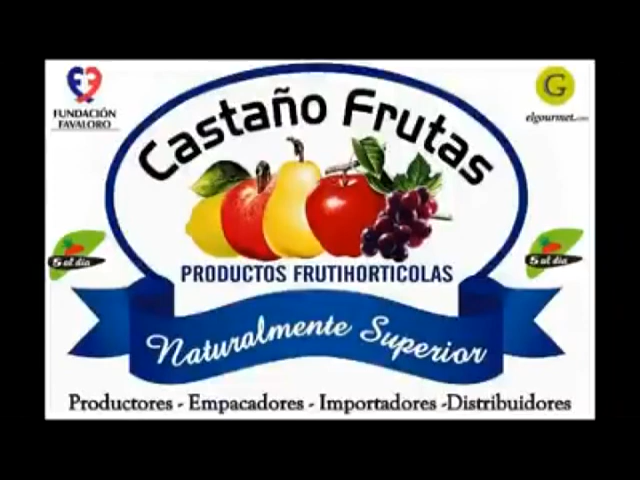 FUNDACIÓN
FAVALORO
G
elgourmet.com
Castaño Frutas
5 al día
5 al día
PRODUCTOS FRUTIHORTICOLAS
Naturalmente Superior
Productores - Empacadores - Importadores -Distribuidores